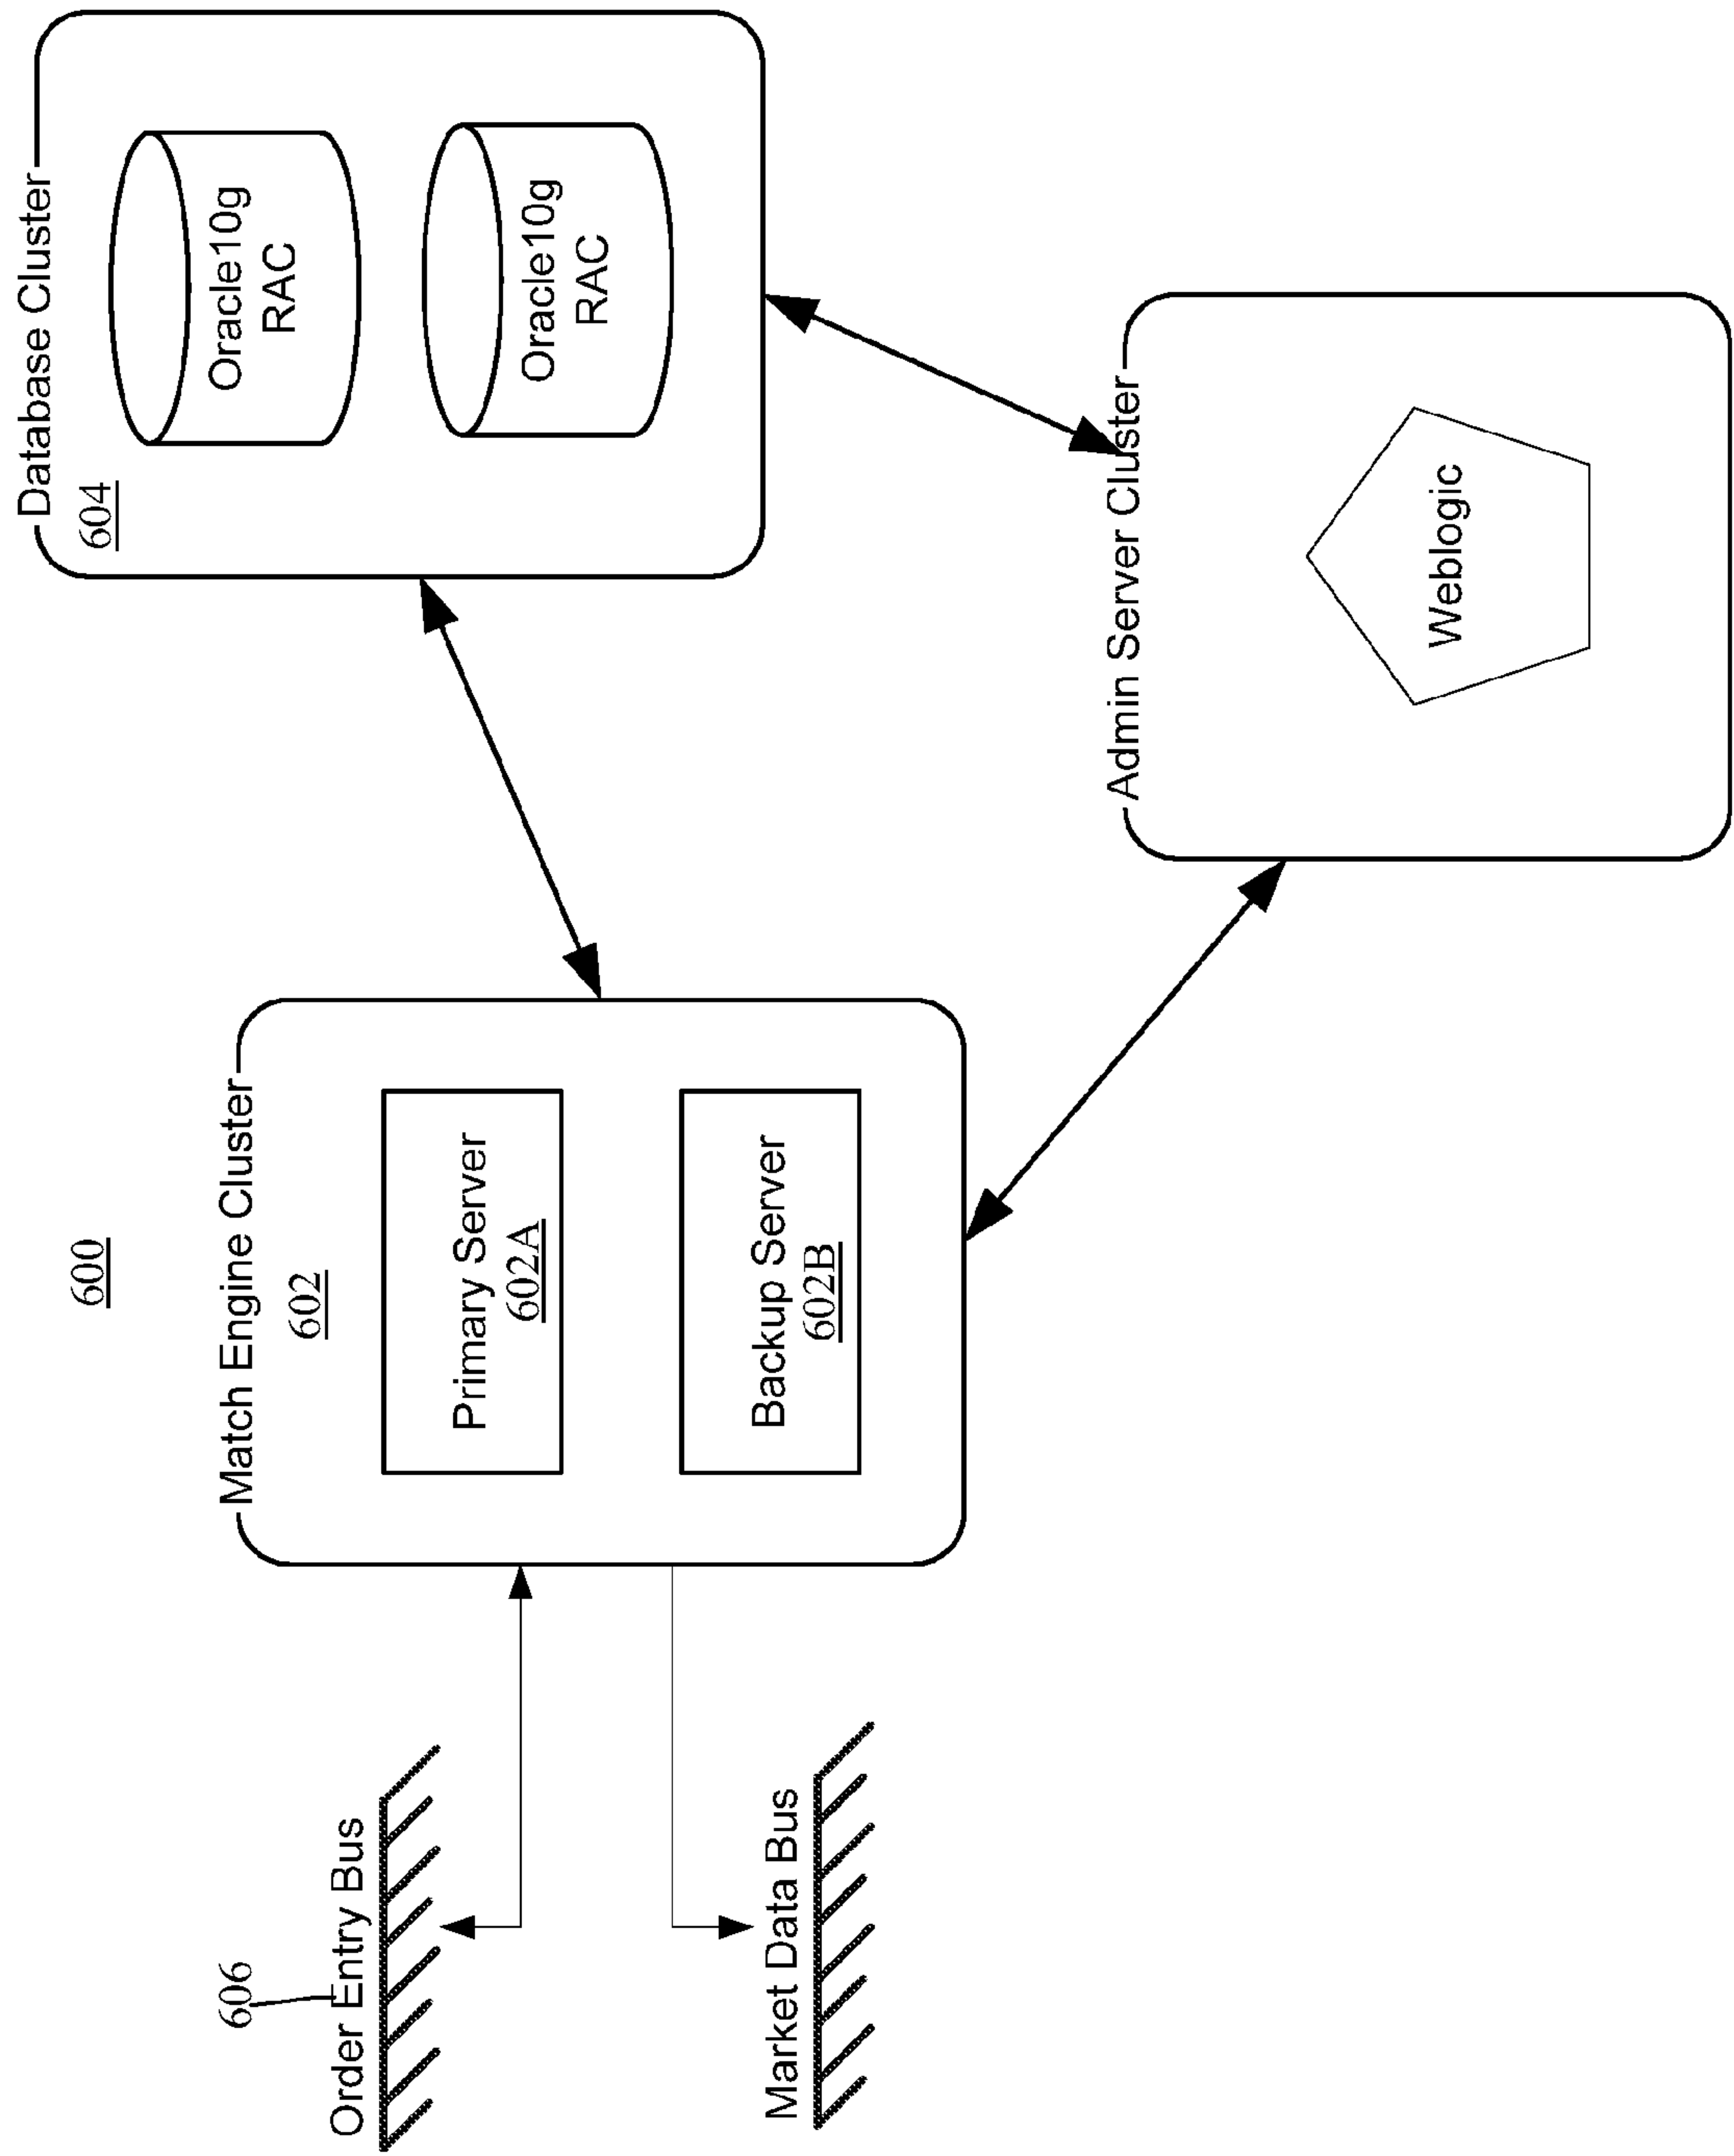 600
Order Entry Bus
606
Market Data Bus
Match Engine Cluster
602
Primary Server
602A
Backup Server
602B
Database Cluster
604
Oracle10g
RAC
Oracle10g
RAC
Admin Server Cluster
Weblogic